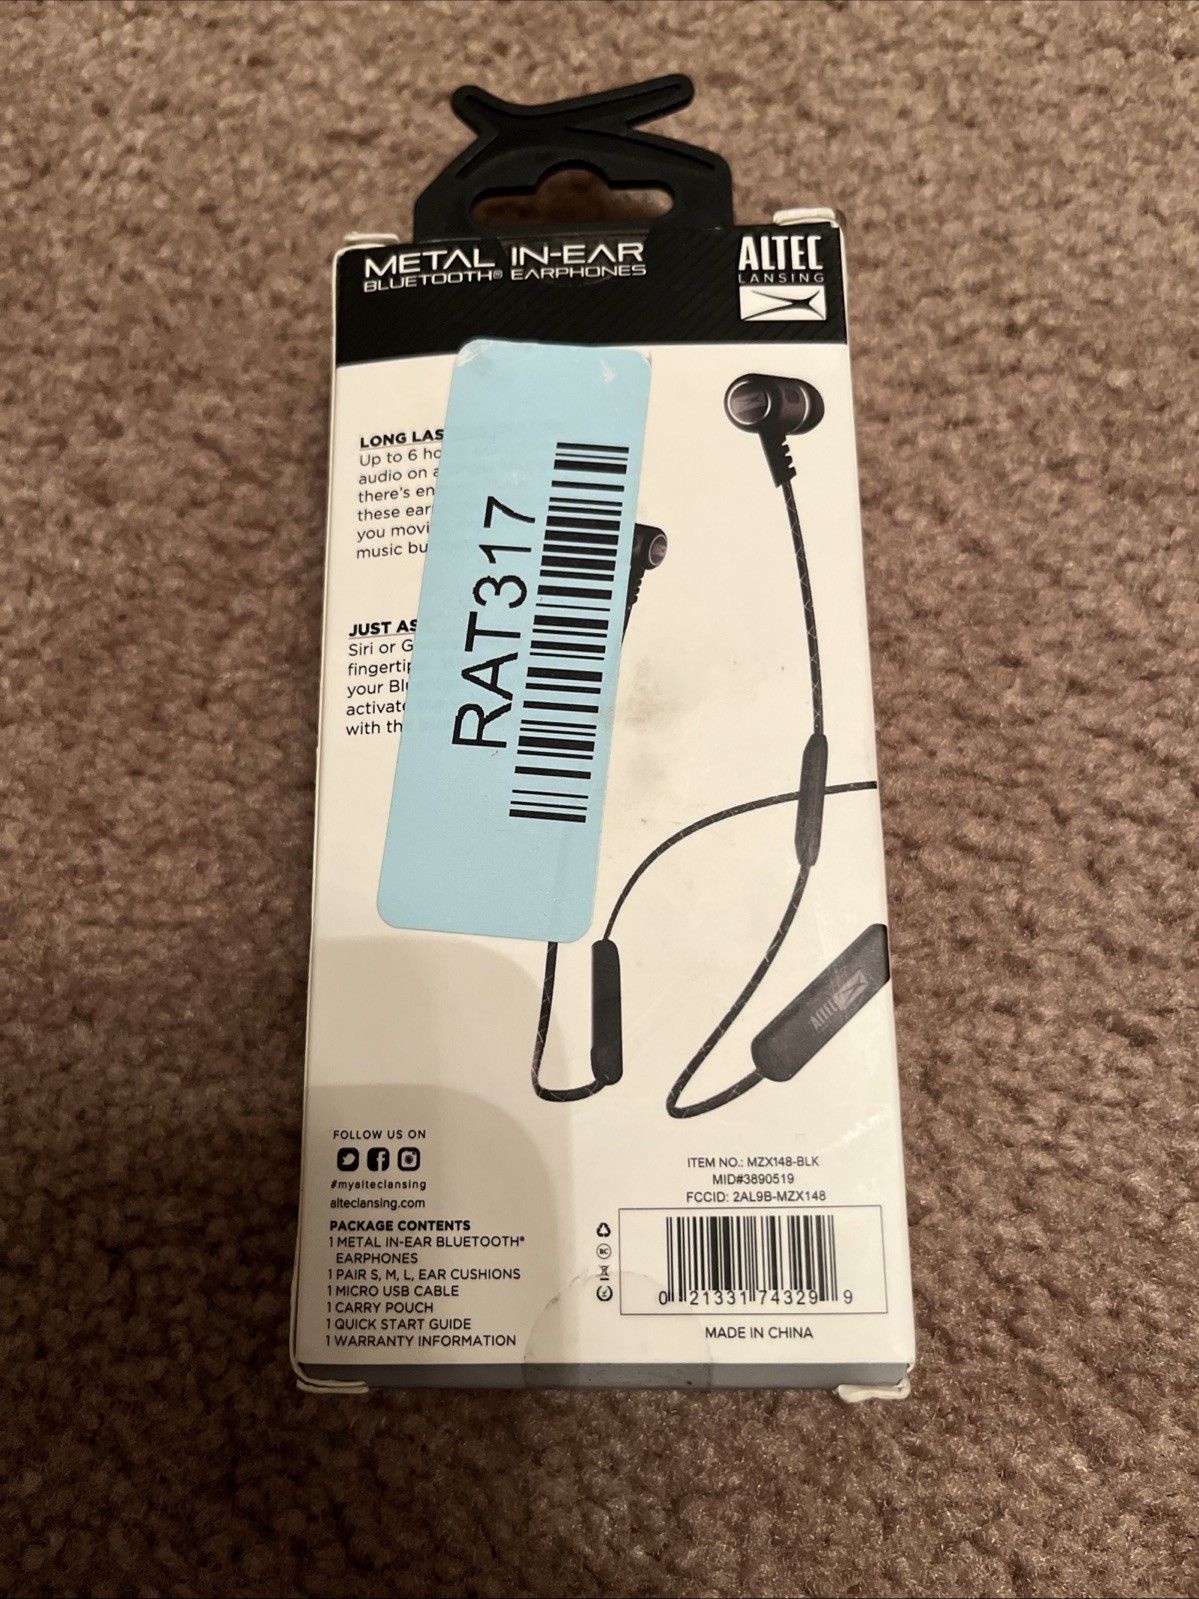 METAL IN-EAR
BLUETOOTH® EARPHONES
ALTEC
LANSING
LONG LAS
Up to 6 ho
audio on a
there's en
these ear
you movi
music bu
JUST AS
Siri or G
fingertip
your Blu
activate
with th
RAT317
ALTEC
FOLLOW US ON
#myalteclansing
alteclansing.com
PACKAGE CONTENTS
1 METAL IN-EAR BLUETOOTH®
EARPHONES
1 PAIR S, M, L, EAR CUSHIONS
1 MICRO USB CABLE
1 CARRY POUCH
1 QUICK START GUIDE
1 WARRANTY INFORMATION
ITEM NO.: MZX148-BLK
MID#3890519
FCCID: 2AL9B-MZX148
0 21331 74329 9
MADE IN CHINA